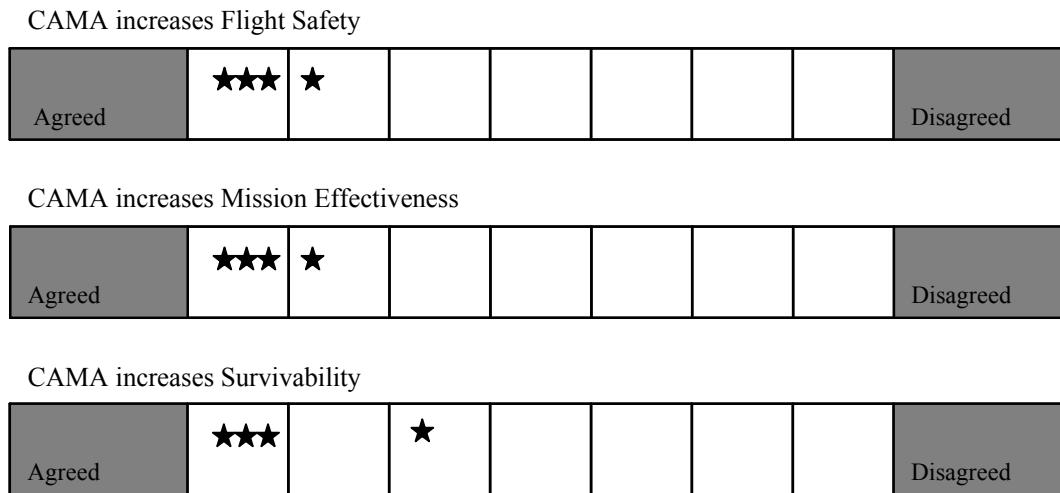 CAMA increases Flight Safety
Agreed Disagreed
CAMA increases Mission Effectiveness
Agreed Disagreed
CAMA increases Survivability
Agreed Disagreed